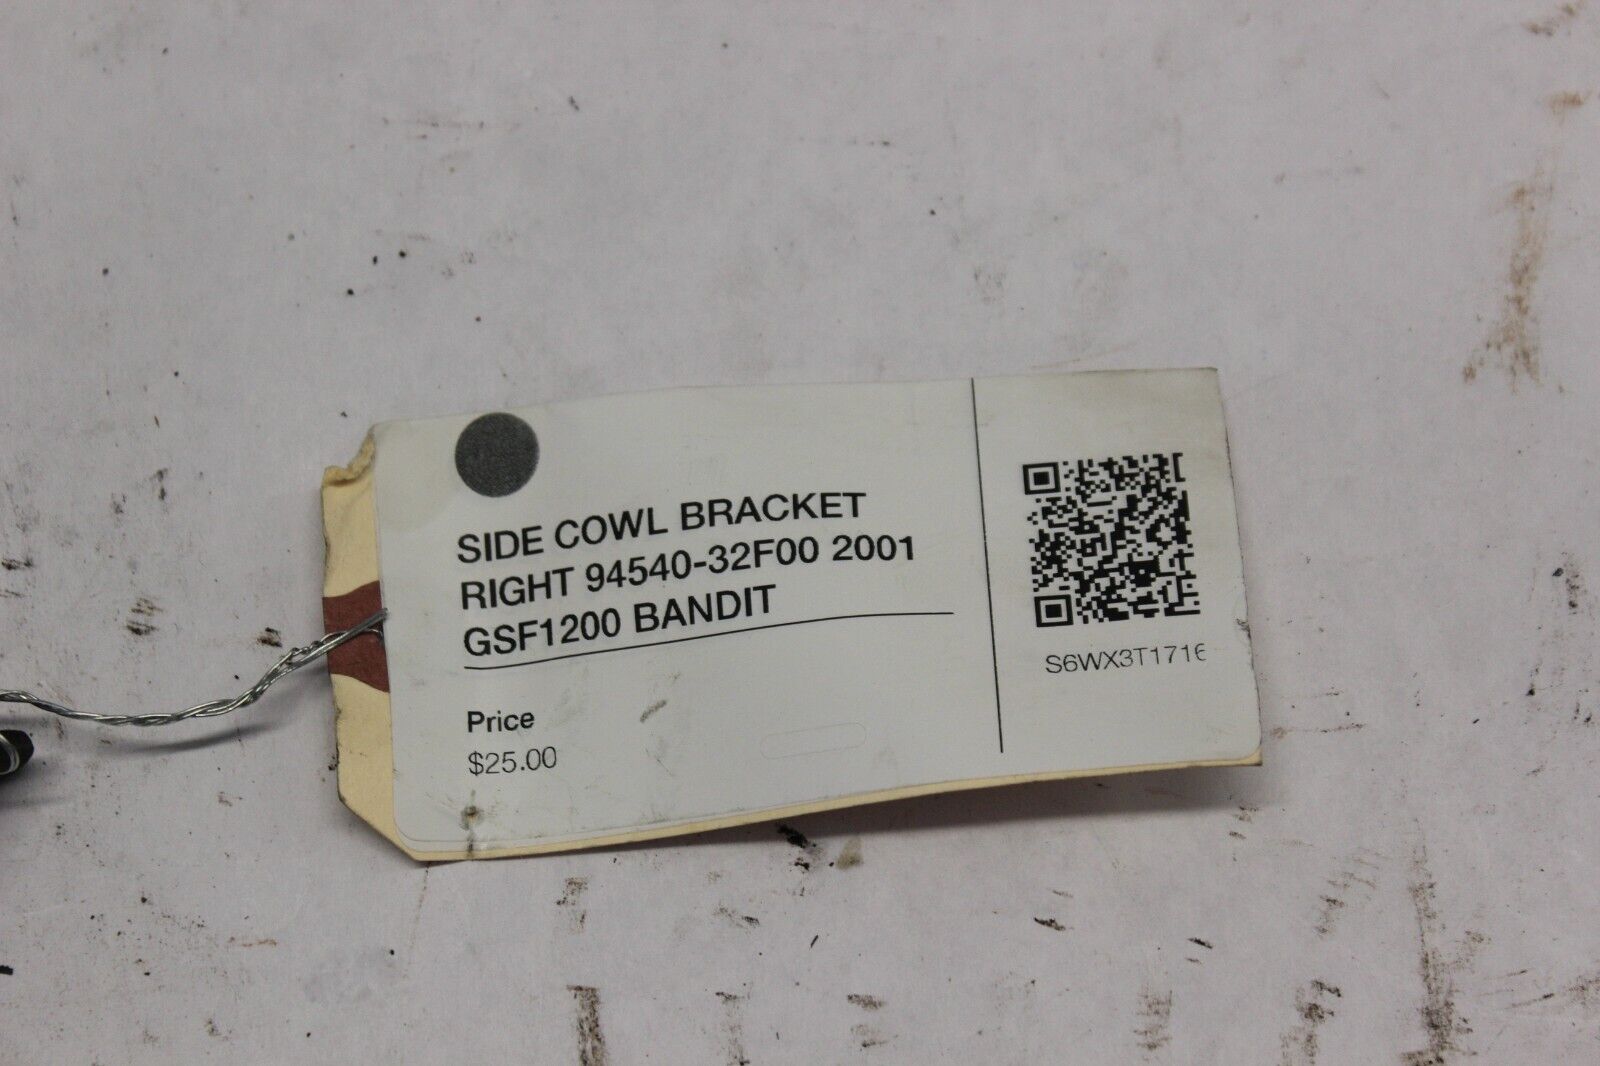 SIDE COWL BRACKET
RIGHT 94540-32F00 2001
GSF1200 BANDIT
Price
$25.00
S6WX3T1716